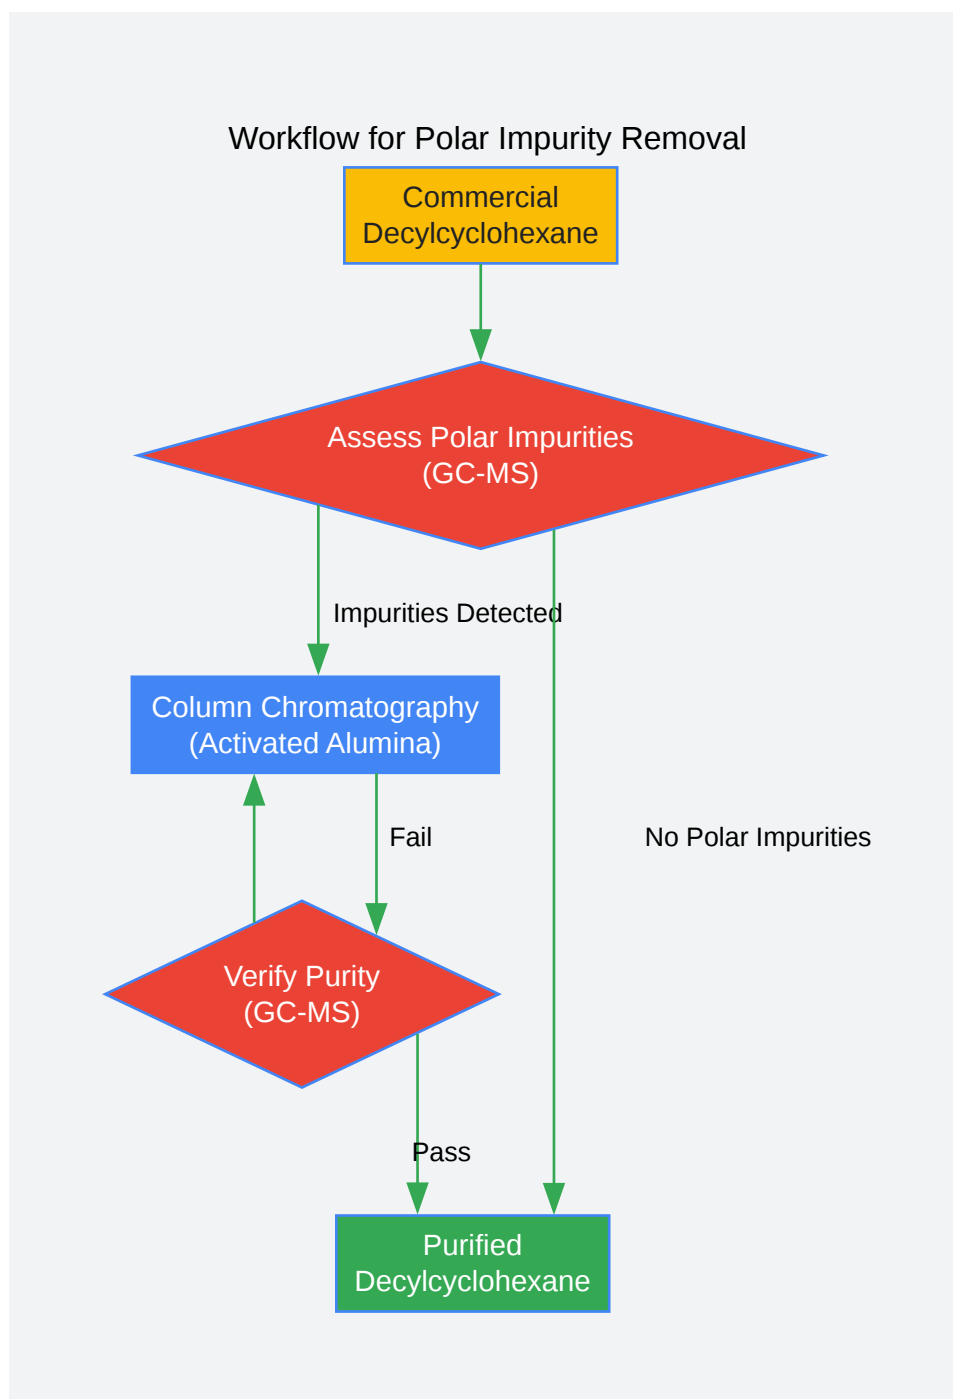 Workflow for Polar Impurity Removal
Commercial
Decylcyclohexane
Assess Polar Impurities
(GC-MS)
Impurities Detected
Column Chromatography
(Activated Alumina)
Fail
No Polar Impurities
Verify Purity
(GC-MS)
Pass
Purified
Decylcyclohexane